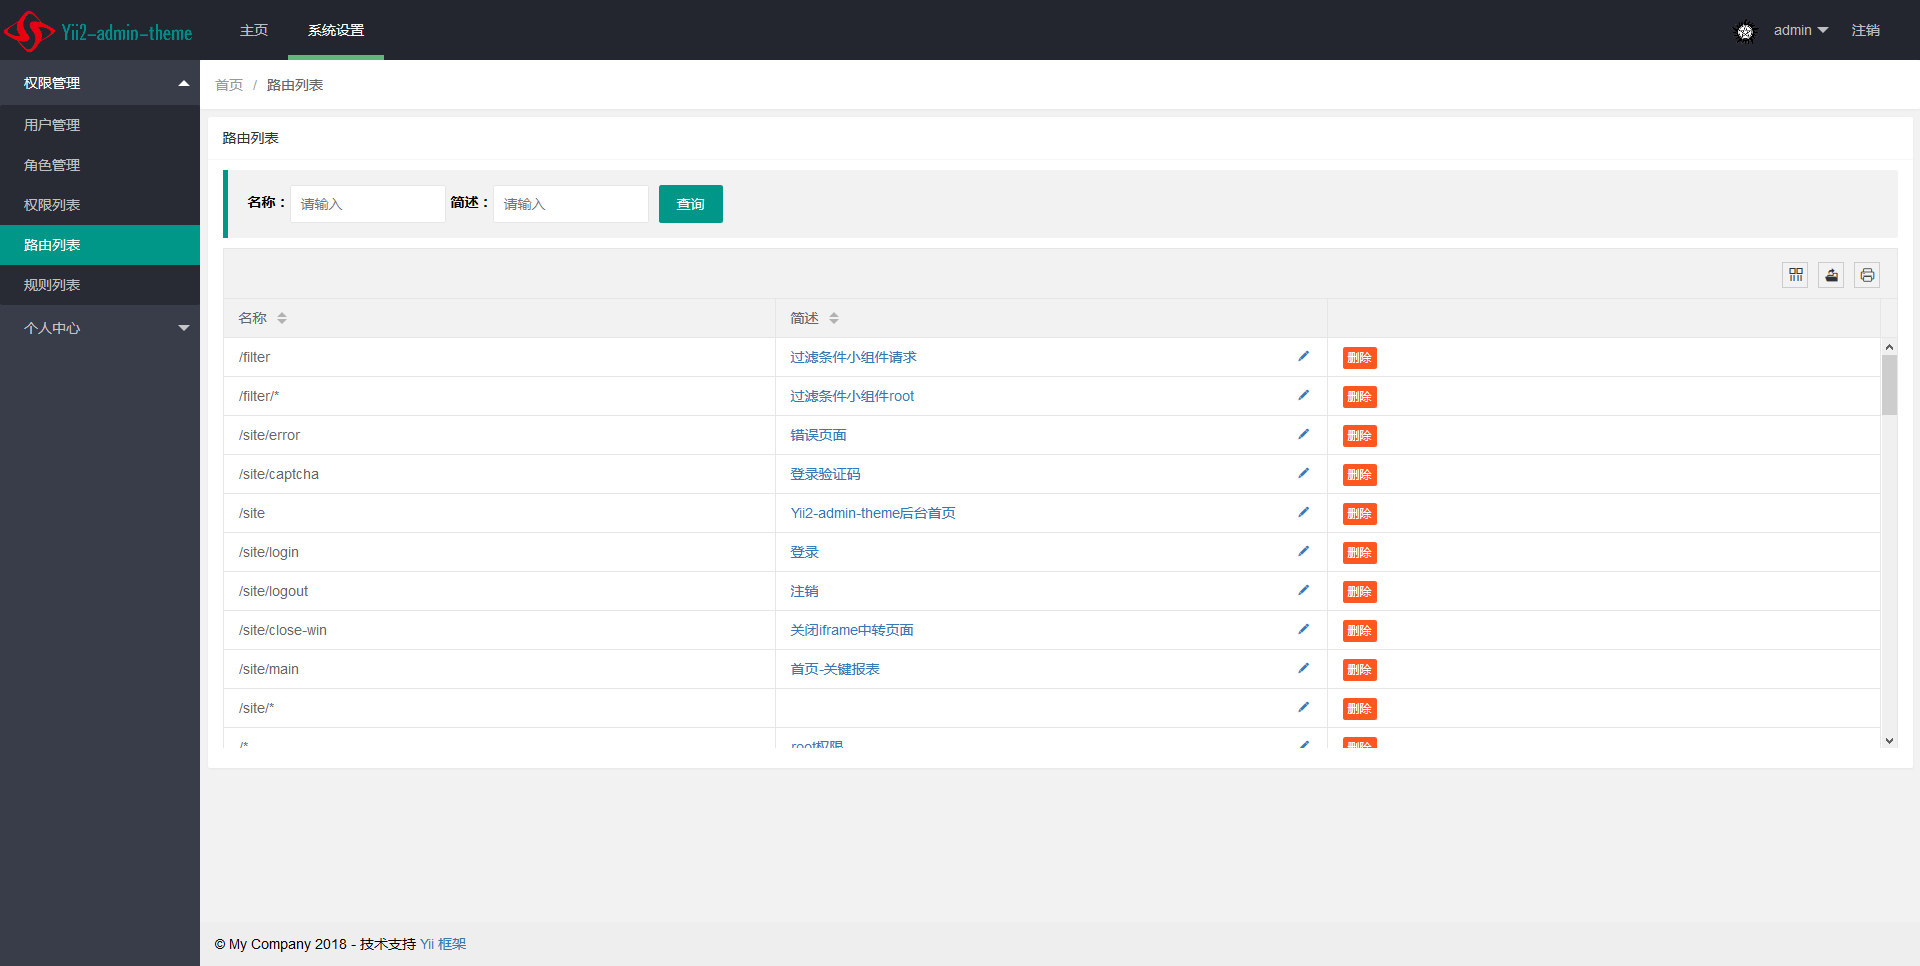 Yii2-admin-theme 主页 系统设置 admin 注销
权限管理
用户管理
角色管理
权限列表
路由列表
规则列表
个人中心
首页 / 路由列表
路由列表
名称： 请输入 简述： 请输入 查询
名称 简述
/filter 过滤条件小组件请求 删除
/filter/* 过滤条件小组件root 删除
/site/error 错误页面 删除
/site/captcha 登录验证码 删除
/site Yii2-admin-theme后台首页 删除
/site/login 登录 删除
/site/logout 注销 删除
/site/close-win 关闭iframe中转页面 删除
/site/main 首页-关键报表 删除
/site/* 删除
/* root权限 删除
© My Company 2018 - 技术支持 Yii 框架